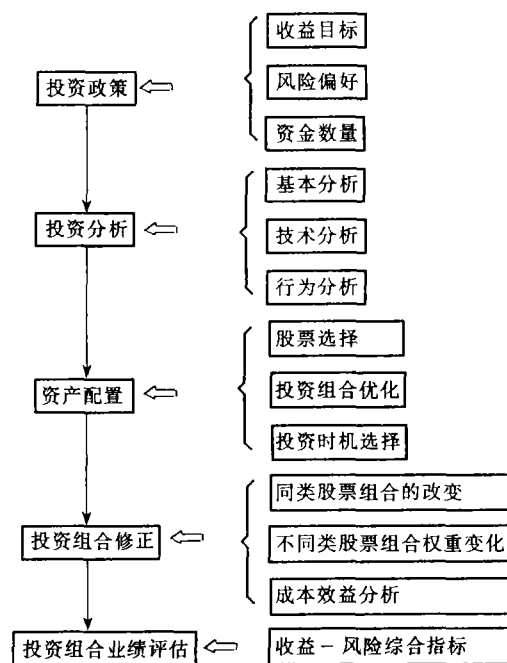 收益目标
投资政策
风险偏好
资金数量
基本分析
投资分析
技术分析
行为分析
股票选择
资产配置
投资组合优化
投资时机选择
同类股票组合的改变
投资组合修正
不同类股票组合权重变化
成本效益分析
投资组合业绩评估
收益－风险综合指标